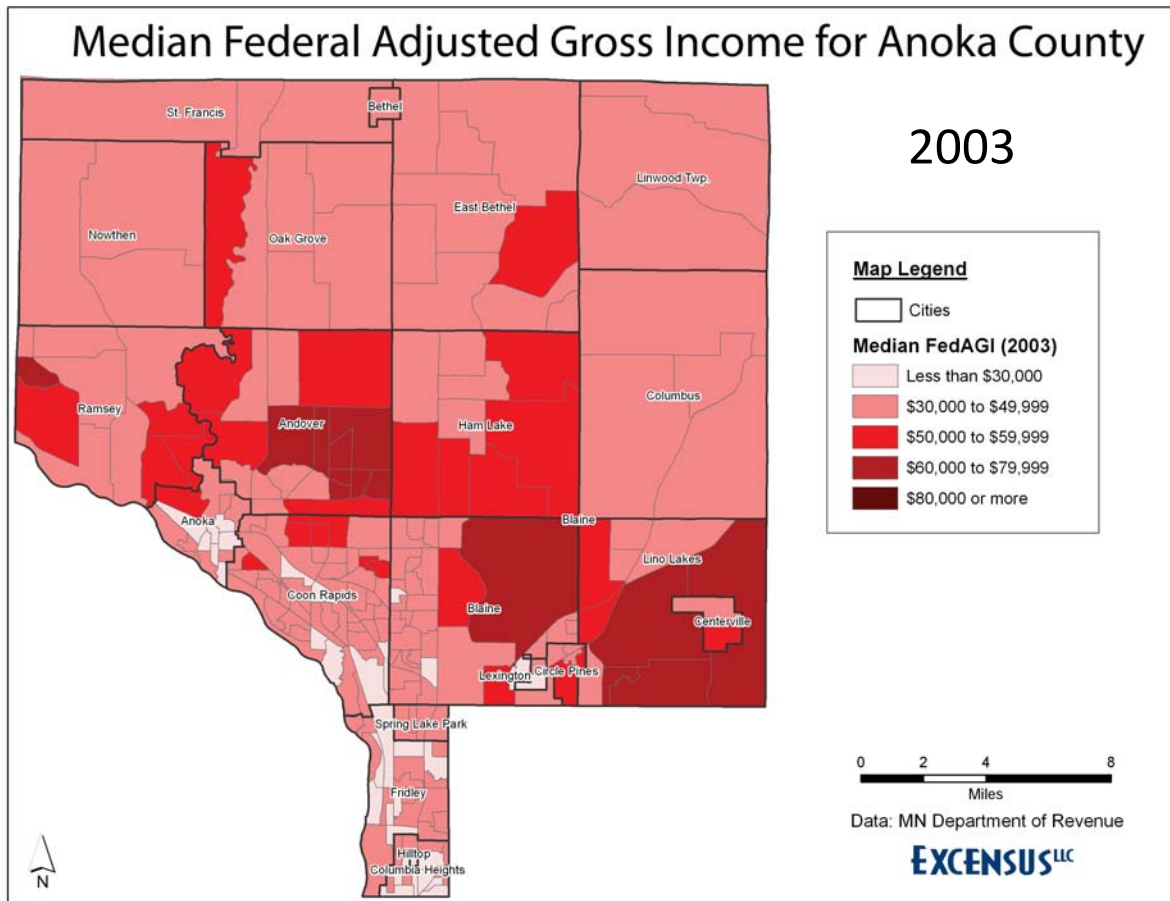 Median Federal Adjusted Gross Income for Anoka County
2003
St. Francis
Bethel
Linwood Twp.
East Bethel
Nowthen
Oak Grove
Ramsey
Andover
Ham Lake
Columbus
Anoka
Blaine
Lino Lakes
Coon Rapids
Blaine
Centerville
Lexington
Circle Pines
Spring Lake Park
Fridley
Hilltop
Columbia Heights
Map Legend
Cities
Median FedAGI (2003)
Less than $30,000
$30,000 to $49,999
$50,000 to $59,999
$60,000 to $79,999
$80,000 or more
0 2 4 8
Miles
Data: MN Department of Revenue
EXCENSUS LLC
N